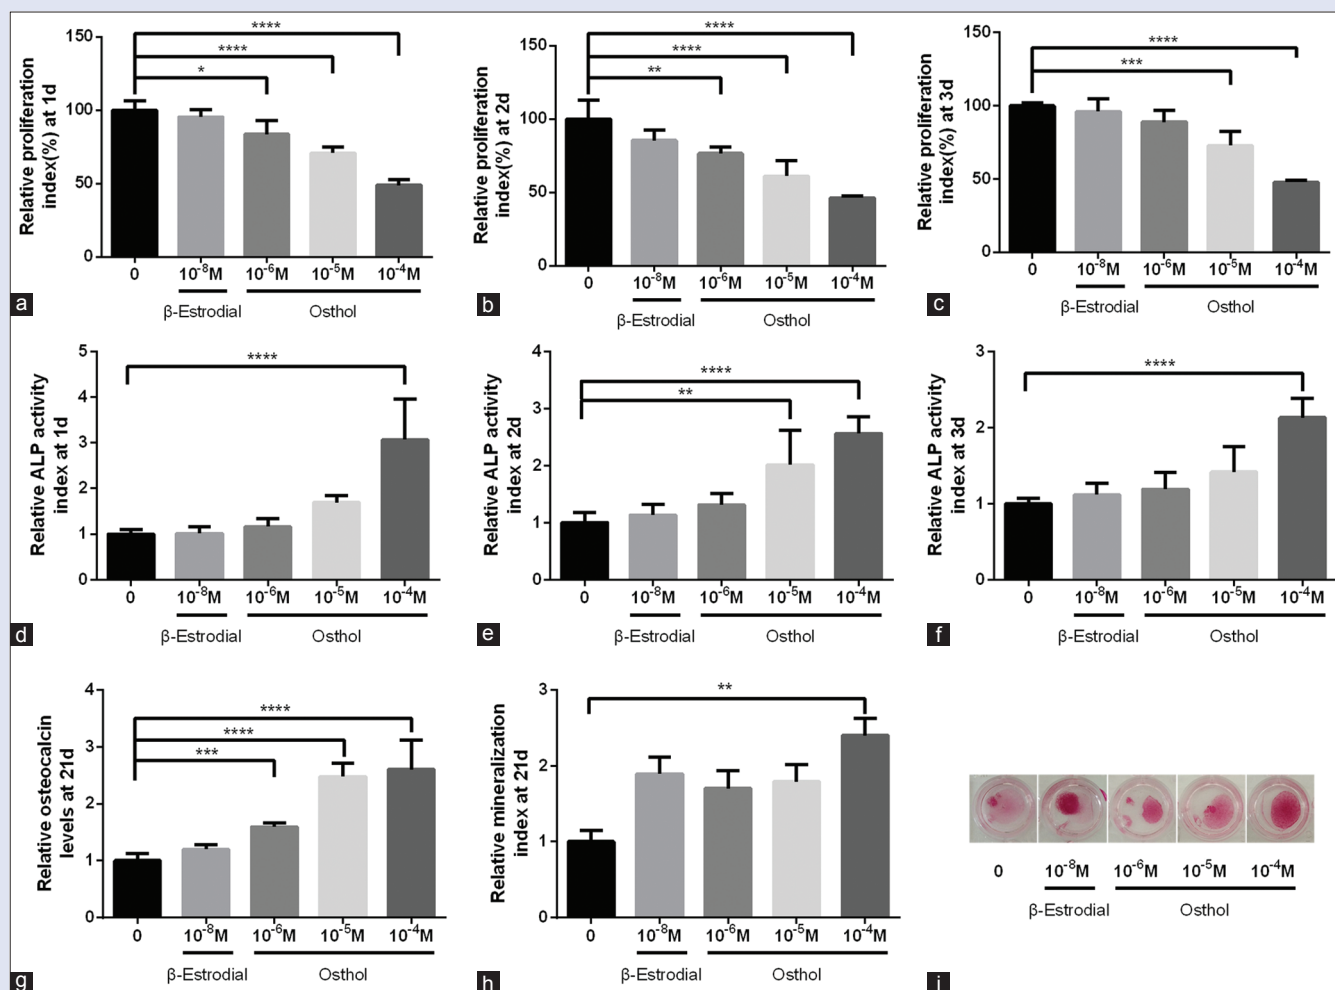 ****
****
*
Relative proliferation
index(%) at 1d
150
100
50
0
0 10⁻⁸M 10⁻⁶M 10⁻⁵M 10⁻⁴M
β-Estrodial Osthol
a
****
****
**
Relative proliferation
index(%) at 2d
150
100
50
0
0 10⁻⁸M 10⁻⁶M 10⁻⁵M 10⁻⁴M
β-Estrodial Osthol
b
****
***
Relative proliferation
index(%) at 3d
150
100
50
0
0 10⁻⁸M 10⁻⁶M 10⁻⁵M 10⁻⁴M
β-Estrodial Osthol
c
****
Relative ALP activity
index at 1d
5
4
3
2
1
0
0 10⁻⁸M 10⁻⁶M 10⁻⁵M 10⁻⁴M
β-Estrodial Osthol
d
****
**
Relative ALP activity
index at 2d
4
3
2
1
0
0 10⁻⁸M 10⁻⁶M 10⁻⁵M 10⁻⁴M
β-Estrodial Osthol
e
****
Relative ALP activity
index at 3d
3
2
1
0
0 10⁻⁸M 10⁻⁶M 10⁻⁵M 10⁻⁴M
β-Estrodial Osthol
f
****
****
***
Relative osteocalcin
levels at 21d
4
3
2
1
0
0 10⁻⁸M 10⁻⁶M 10⁻⁵M 10⁻⁴M
β-Estrodial Osthol
g
**
Relative mineralization
index at 21d
3
2
1
0
0 10⁻⁸M 10⁻⁶M 10⁻⁵M 10⁻⁴M
β-Estrodial Osthol
h
0 10⁻⁸M 10⁻⁶M 10⁻⁵M 10⁻⁴M
β-Estrodial Osthol
i